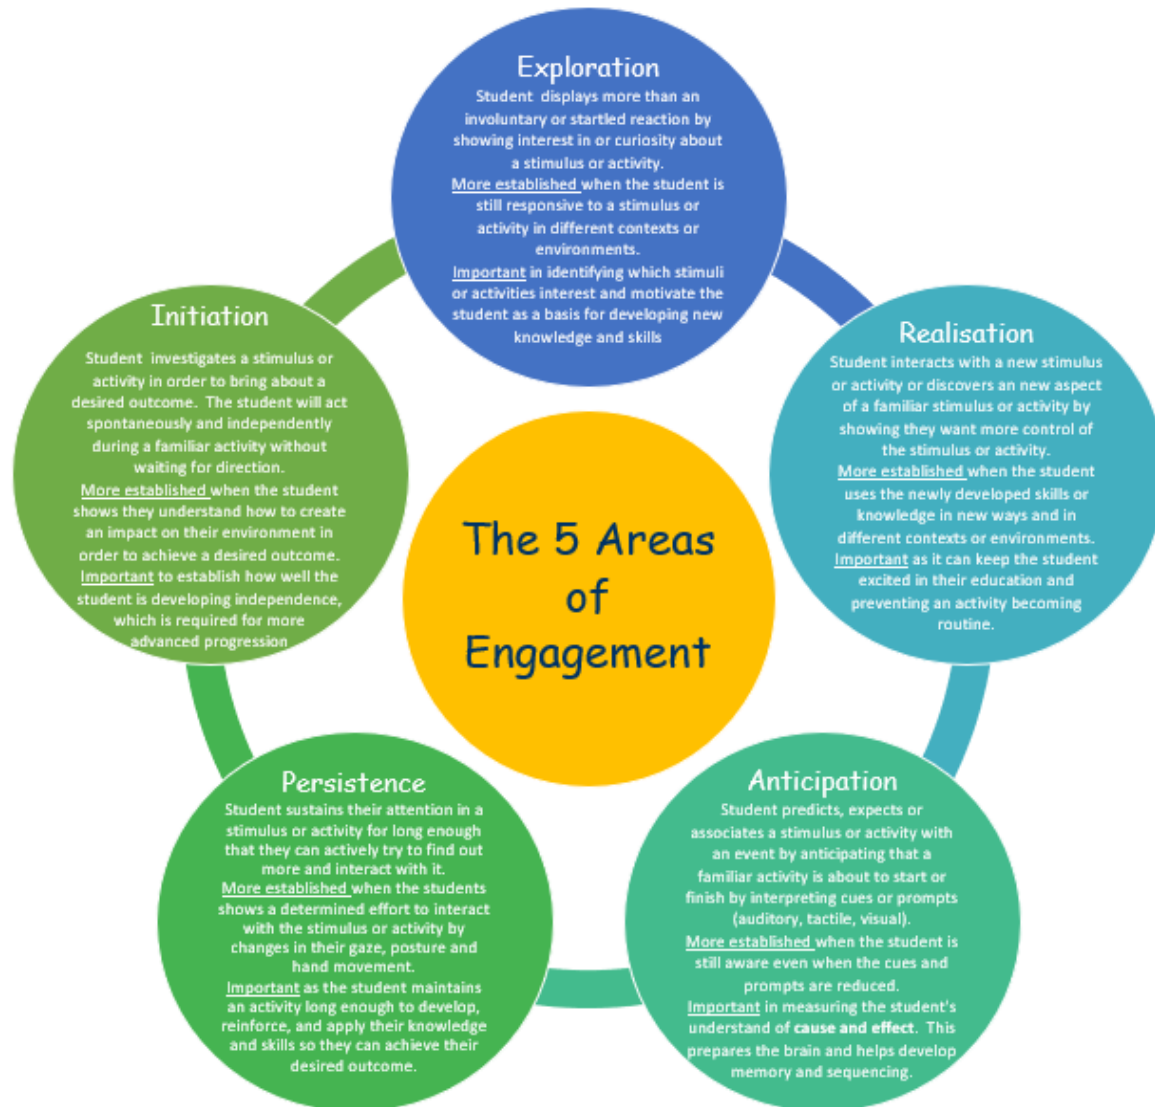 Exploration
Student displays more than an
involuntary or startled reaction by
showing interest in or curiosity about
a stimulus or activity.
More established when the student is
still responsive to a stimulus or
activity in different contexts or
environments.
Important in identifying which stimuli
or activities interest and motivate the
student as a basis for developing new
knowledge and skills
Realisation
Student interacts with a new stimulus
or activity or discovers an new aspect
of a familiar stimulus or activity by
showing they want more control of
the stimulus or activity.
More established when the student
uses the newly developed skills or
knowledge in new ways and in
different contexts or environments.
Important as it can keep the student
excited in their education and
preventing an activity becoming
routine.
Anticipation
Student predicts, expects or
associates a stimulus or activity with
an event by anticipating that a
familiar activity is about to start or
finish by interpreting cues or prompts
(auditory, tactile, visual).
More established when the student is
still aware even when the cues and
prompts are reduced.
Important in measuring the student's
understand of cause and effect. This
prepares the brain and helps develop
memory and sequencing.
Persistence
Student sustains their attention in a
stimulus or activity for long enough
that they can actively try to find out
more and interact with it.
More established when the students
shows a determined effort to interact
with the stimulus or activity by
changes in their gaze, posture and
hand movement.
Important as the student maintains
an activity long enough to develop,
reinforce, and apply their knowledge
and skills so they can achieve their
desired outcome.
Initiation
Student investigates a stimulus or
activity in order to bring about a
desired outcome. The student will act
spontaneously and independently
during a familiar activity without
waiting for direction.
More established when the student
shows they understand how to create
an impact on their environment in
order to achieve a desired outcome.
Important to establish how well the
student is developing independence,
which is required for more
advanced progression
The 5 Areas
of
Engagement